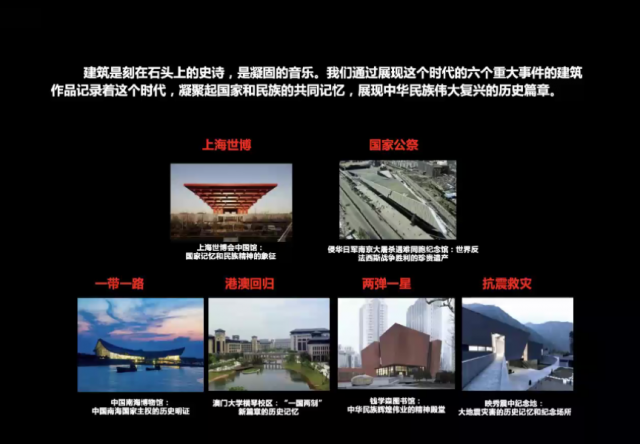 建筑是刻在石头上的史诗，是凝固的音乐。我们通过展现这个时代的六个重大事件的建筑
作品记录着这个时代，凝聚起国家和民族的共同记忆，展现中华民族伟大复兴的历史篇章。
上海世博
国家公祭
上海世博会中国馆：
国家记忆和民族精神的象征
侵华日军南京大屠杀遇难同胞纪念馆：世界反
法西斯战争胜利的珍贵遗产
一带一路
港澳回归
两弹一星
抗震救灾
中国南海博物馆：
中国南海国家主权的历史明证
澳门大学横琴校区：“一国两制”
新篇章的历史记忆
钱学森图书馆：
中华民族辉煌伟业的精神殿堂
映秀震中纪念地：
大地震灾害的历史记忆和纪念场所